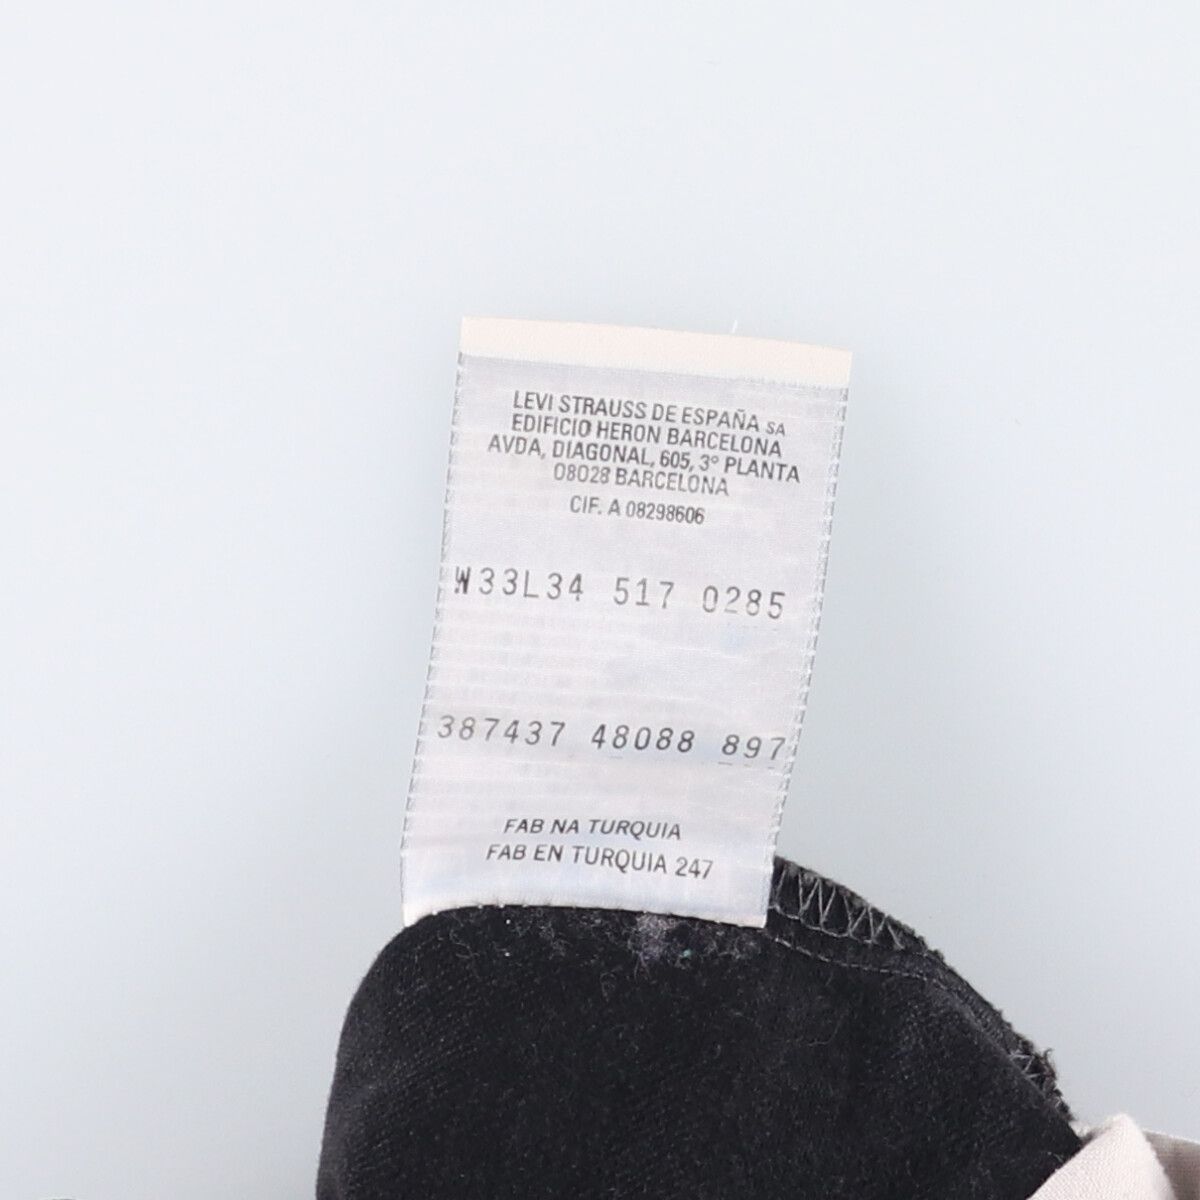 LEVI STRAUSS DE ESPAÑA SA
EDIFICIO HERON BARCELONA
AVDA, DIAGONAL, 605, 3° PLANTA
08028 BARCELONA
CIF. A 08298606
W33L34 517 0285
387437 48088 897
FAB NA TURQUIA
FAB EN TURQUIA 247